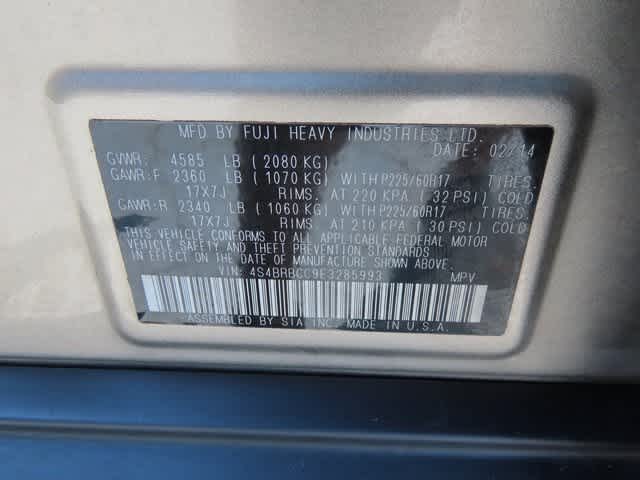 MFD BY FUJI HEAVY INDUSTRIES LTD.
DATE: 02/14
GVWR: 4585 LB (2080 KG)
GAWR:F 2360 LB (1070 KG) WITH P225/60R17 TIRES.
17X7J RIMS. AT 220 KPA (32 PSI) COLD
GAWR:R 2340 LB (1060 KG) WITH P225/60R17 TIRES.
17X7J RIMS. AT 210 KPA (30 PSI) COLD
THIS VEHICLE CONFORMS TO ALL APPLICABLE FEDERAL MOTOR
VEHICLE SAFETY AND THEFT PREVENTION STANDARDS
IN EFFECT ON THE DATE OF MANUFACTURE SHOWN ABOVE.
VIN: 4S4BRBCC9E3285993 MPV
ASSEMBLED BY SIA INC. MADE IN U.S.A.